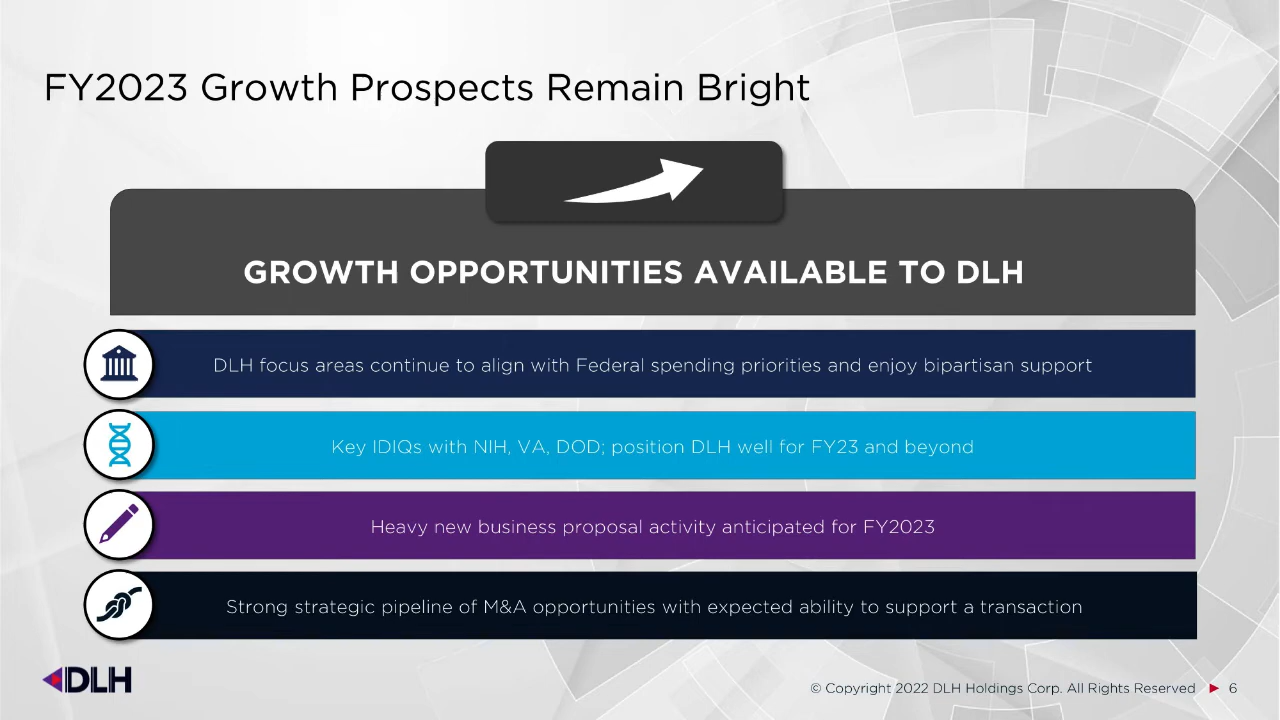 FY2023 Growth Prospects Remain Bright
GROWTH OPPORTUNITIES AVAILABLE TO DLH
DLH focus areas continue to align with Federal spending priorities and enjoy bipartisan support
Key IDIQs with NIH, VA, DOD; position DLH well for FY23 and beyond
Heavy new business proposal activity anticipated for FY2023
Strong strategic pipeline of M&A opportunities with expected ability to support a transaction
DLH
© Copyright 2022 DLH Holdings Corp. All Rights Reserved ▶ 6